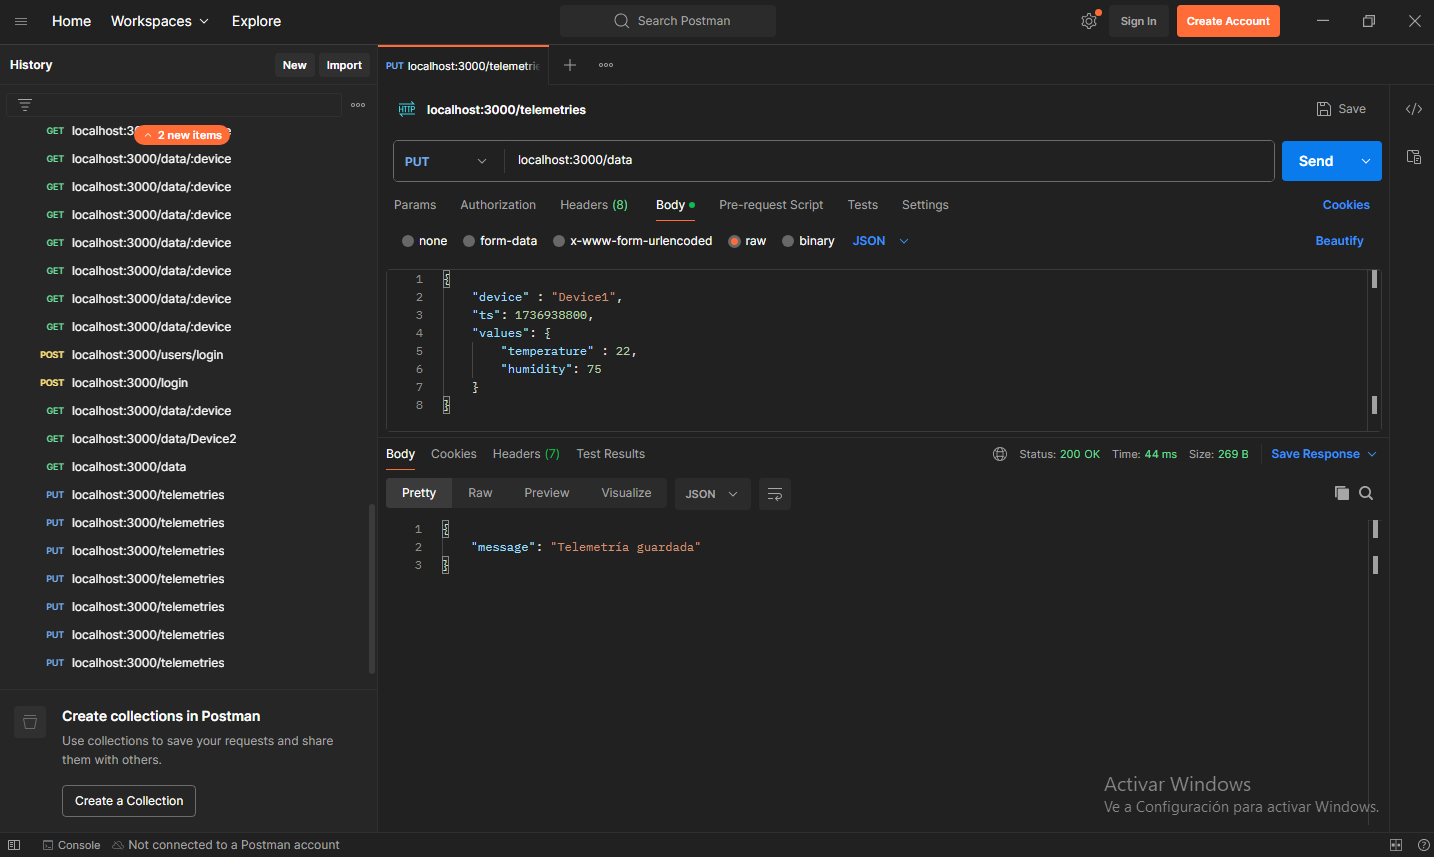 Home Workspaces Explore Search Postman Sign In Create Account
History New Import PUT localhost:3000/telemetri
HTTP localhost:3000/telemetries Save
2 new items
GET localhost:3
GET localhost:3000/data/:device
GET localhost:3000/data/:device
GET localhost:3000/data/:device
GET localhost:3000/data/:device
GET localhost:3000/data/:device
GET localhost:3000/data/:device
GET localhost:3000/data/:device
POST localhost:3000/users/login
POST localhost:3000/login
GET localhost:3000/data/:device
GET localhost:3000/data/Device2
GET localhost:3000/data
PUT localhost:3000/telemetries
PUT localhost:3000/telemetries
PUT localhost:3000/telemetries
PUT localhost:3000/telemetries
PUT localhost:3000/telemetries
PUT localhost:3000/telemetries
PUT localhost:3000/telemetries
Create collections in Postman
Use collections to save your requests and share
them with others.
Create a Collection
PUT localhost:3000/data Send
Params Authorization Headers (8) Body Pre-request Script Tests Settings Cookies
none form-data x-www-form-urlencoded raw binary JSON Beautify
1 {
2 "device" : "Device1",
3 "ts": 1736938800,
4 "values": {
5 "temperature" : 22,
6 "humidity": 75
7 }
8 }
Body Cookies Headers (7) Test Results Status: 200 OK Time: 44 ms Size: 269 B Save Response
Pretty Raw Preview Visualize JSON
1 {
2 "message": "Telemetría guardada"
3 }
Activar Windows
Ve a Configuración para activar Windows.
Console Not connected to a Postman account